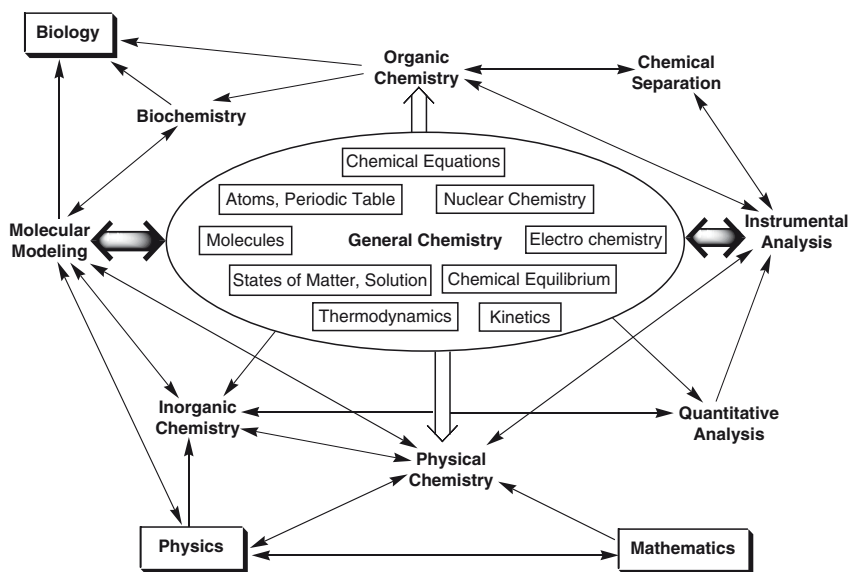 Biology
Organic
Chemistry
Chemical
Separation
Biochemistry
Chemical Equations
Atoms, Periodic Table
Nuclear Chemistry
Molecular
Modeling
Molecules
General Chemistry
Electro chemistry
Instrumental
Analysis
States of Matter, Solution
Chemical Equilibrium
Thermodynamics
Kinetics
Inorganic
Chemistry
Quantitative
Analysis
Physical
Chemistry
Physics
Mathematics